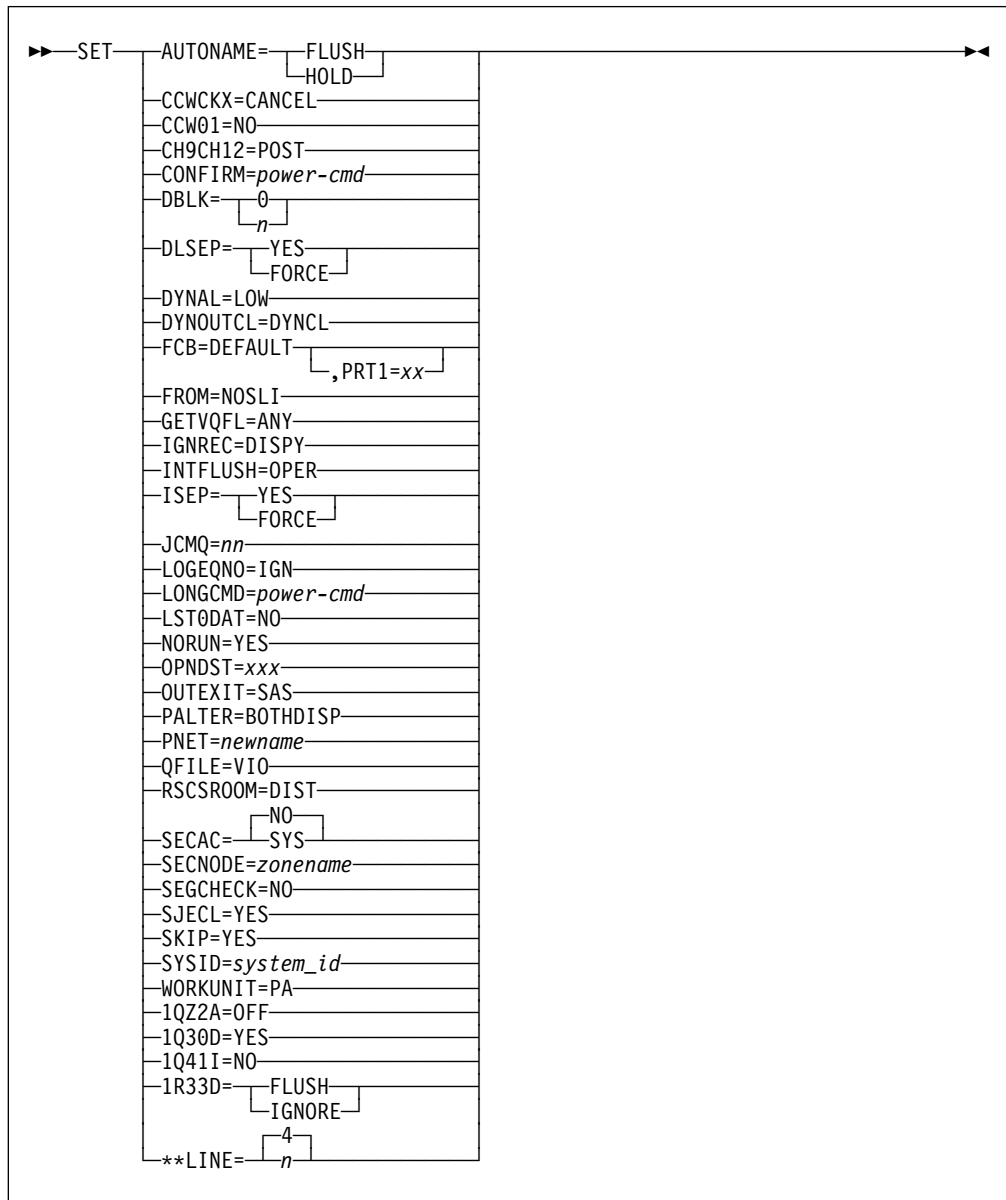 SET AUTONAME= FLUSH
HOLD
CCWCKX=CANCEL
CCW01=NO
CH9CH12=POST
CONFIRM=power-cmd
DBLK= 0
n
DLSEP= YES
FORCE
DYNAL=LOW
DYNOUTCL=DYNCL
FCB=DEFAULT
,PRT1=xx
FROM=NOSLI
GETVQFL=ANY
IGNREC=DISPY
INTFLUSH=OPER
ISEP= YES
FORCE
JCMQ=nn
LOGEQNO=IGN
LONGCMD=power-cmd
LST0DAT=NO
NORUN=YES
OPNDST=xxx
OUTEXIT=SAS
PALTER=BOTHDISP
PNET=newname
QFILE=VIO
RSCSROOM=DIST
NO
SECAC= SYS
SECNODE=zonename
SEGCHECK=NO
SJECL=YES
SKIP=YES
SYSID=system_id
WORKUNIT=PA
1QZ2A=OFF
1Q30D=YES
1Q41I=NO
1R33D= FLUSH
IGNORE
4
**LINE= n